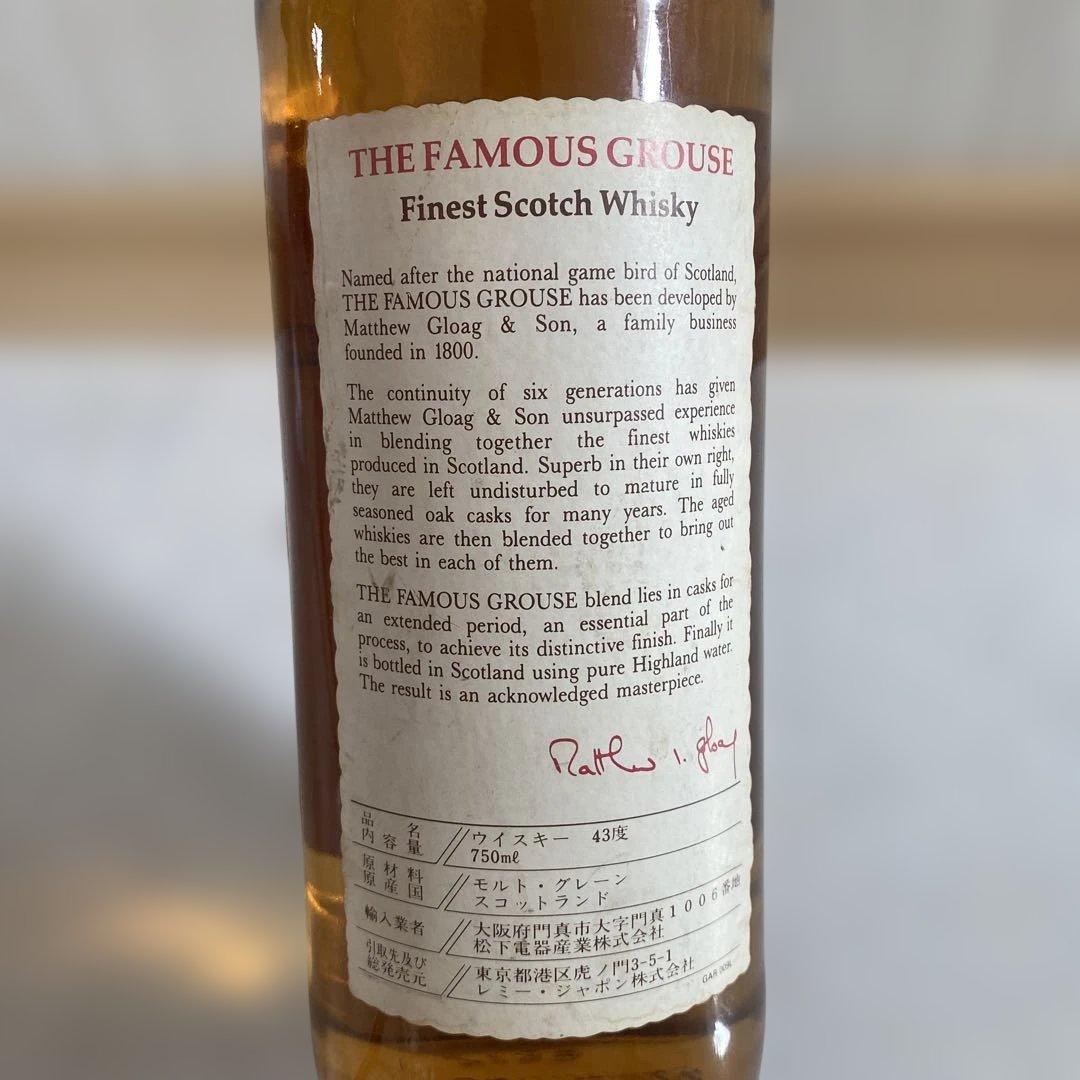 THE FAMOUS GROUSE
Finest Scotch Whisky
Named after the national game bird of Scotland,
THE FAMOUS GROUSE has been developed by
Matthew Gloag & Son, a family business
founded in 1800.
The continuity of six generations has given
Matthew Gloag & Son unsurpassed experience
in blending together the finest whiskies
produced in Scotland. Superb in their own right,
they are left undisturbed to mature in fully
seasoned oak casks for many years. The aged
whiskies are then blended together to bring out
the best in each of them.
THE FAMOUS GROUSE blend lies in casks for
an extended period, an essential part of the
process, to achieve its distinctive finish. Finally it
is bottled in Scotland using pure Highland water.
The result is an acknowledged masterpiece.
Matthew I. Gloag
品名 ウイスキー 43度
内容量 750mℓ
原材料 モルト・グレーン
原産国 スコットランド
輸入業者 大阪府門真市大字門真1006番地
松下電器産業株式会社
引取先及び 東京都港区虎ノ門3-5-1
総発売元 レミー・ジャポン株式会社